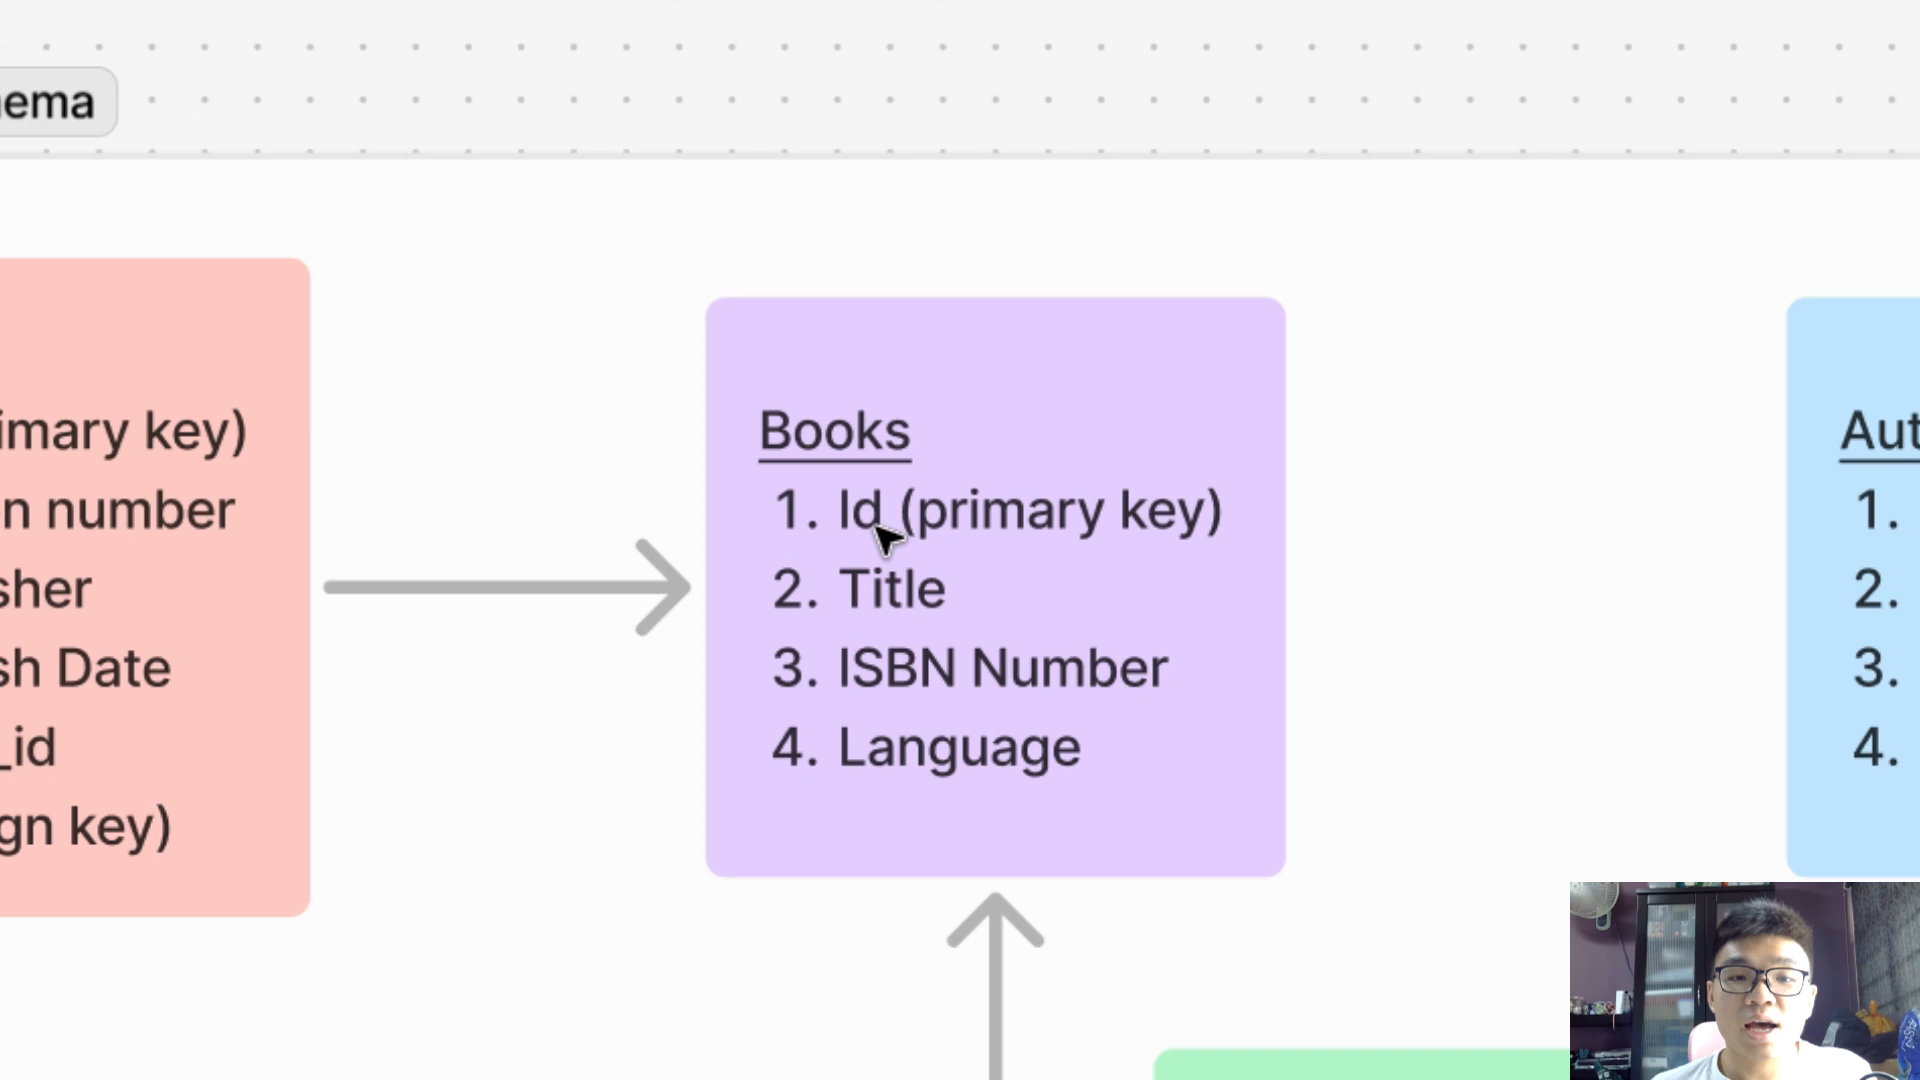 hema
imary key)
n number
sher
sh Date
_id
gn key)
Books
1. Id (primary key)
2. Title
3. ISBN Number
4. Language
Aut
1.
2.
3.
4.